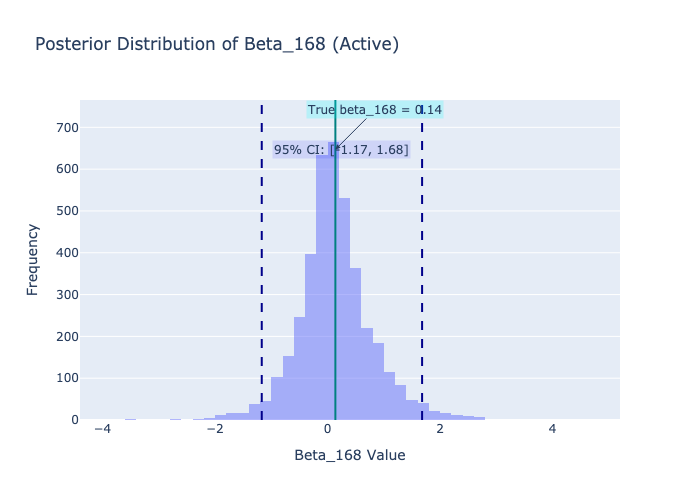 Posterior Distribution of Beta_168 (Active)
True beta_168 = 0.14
95% CI: [-1.17, 1.68]
700
600
500
400
300
200
100
0
Frequency
−4
−2
0
2
4
Beta_168 Value